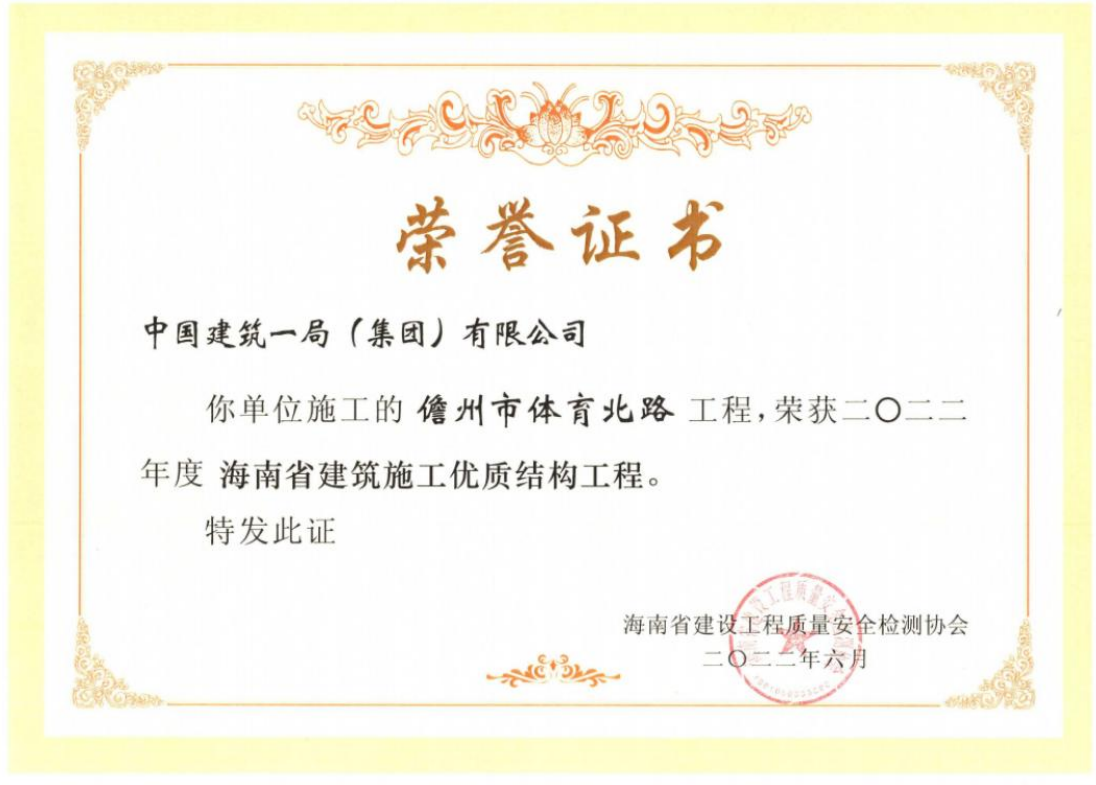 荣誉证书
中国建筑一局（集团）有限公司
你单位施工的 儋州市体育北路 工程，荣获二〇二二
年度 海南省建筑施工优质结构工程。
特发此证
海南省建设工程质量安全检测协会
二〇二二年六月